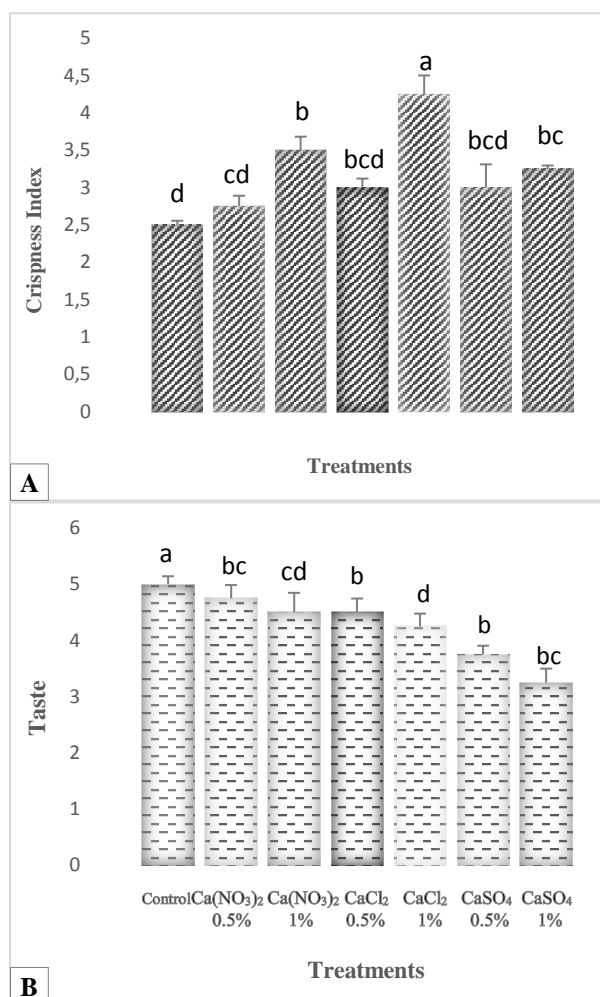 5
4,5
4
3,5
3
2,5
2
1,5
1
0,5
0
Crispness Index
d
cd
b
bcd
a
bcd
bc
Treatments
A
6
5
4
3
2
1
0
Taste
a
bc
cd
b
d
b
bc
Control Ca(NO₃)₂ Ca(NO₃)₂ CaCl₂ CaCl₂ CaSO₄ CaSO₄
0.5% 1% 0.5% 1% 0.5% 1%
Treatments
B